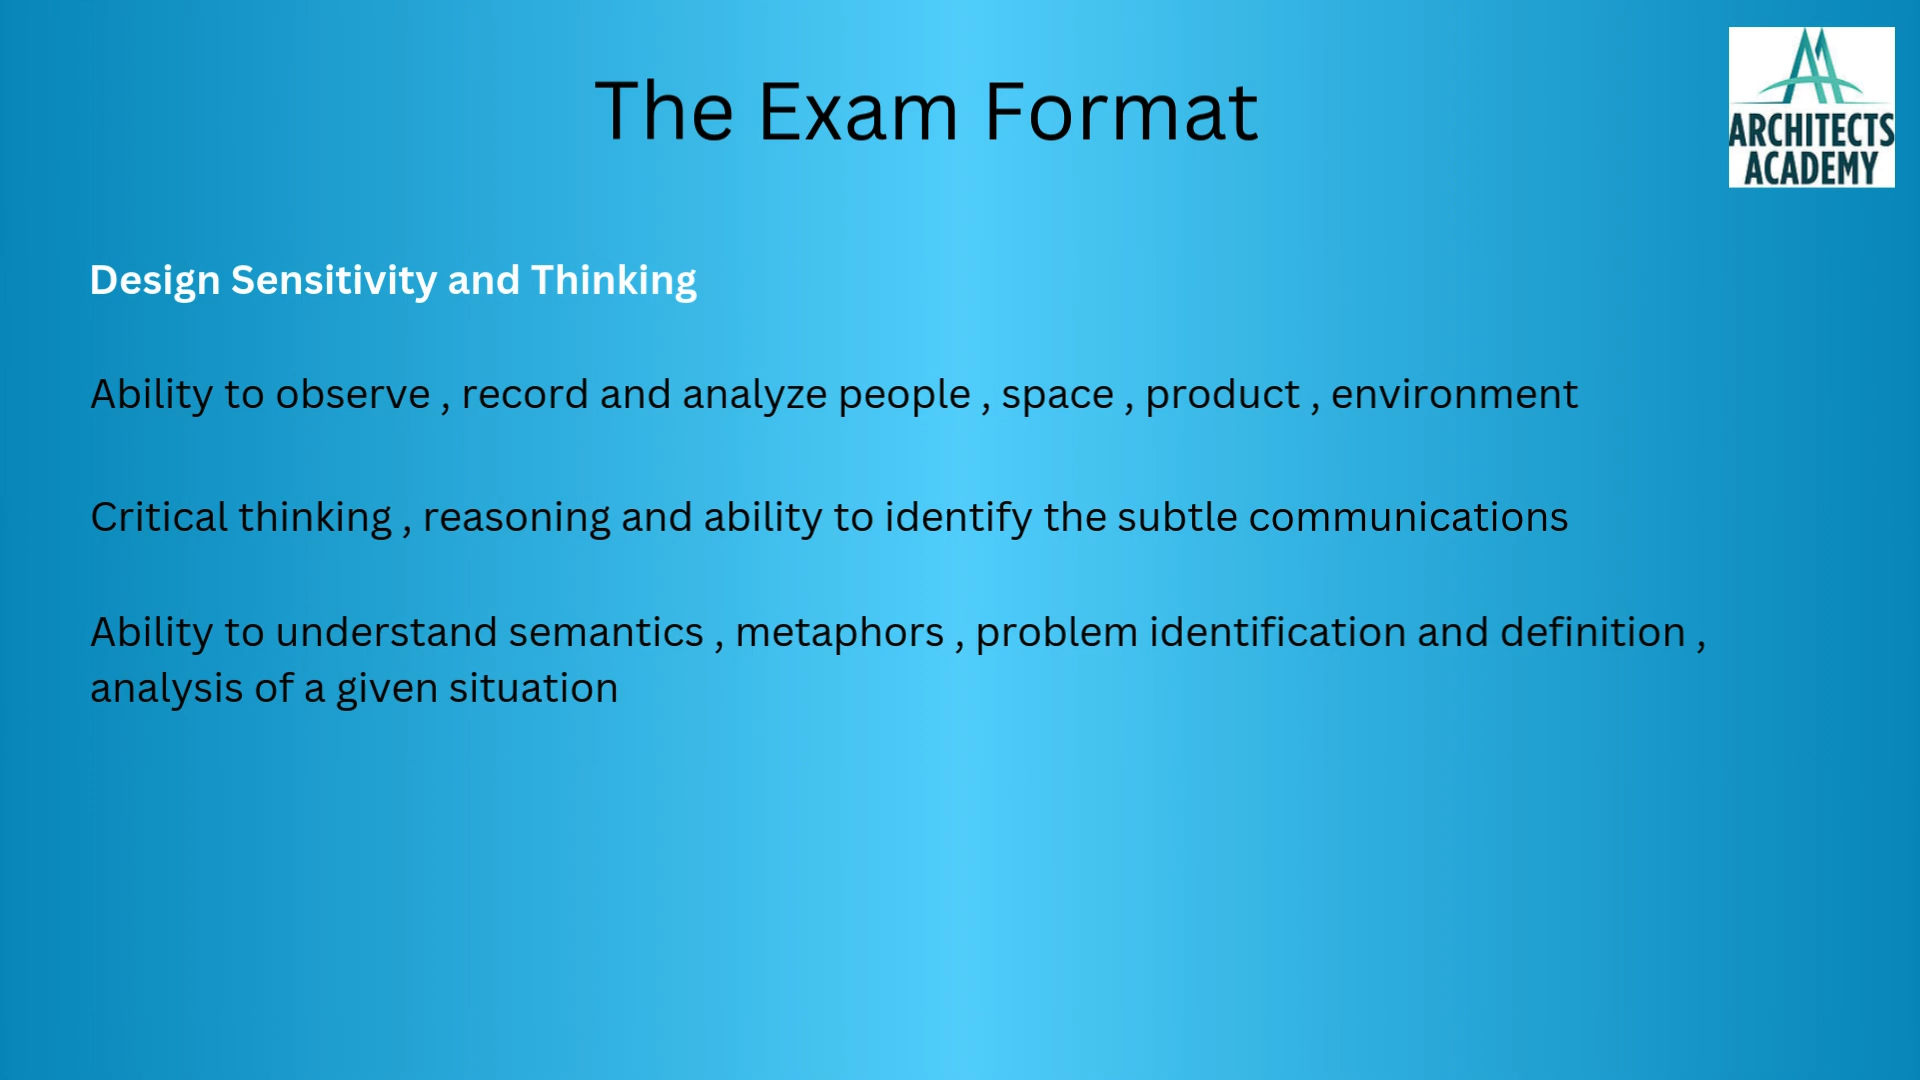 The Exam Format
ARCHITECTS
ACADEMY
Design Sensitivity and Thinking
Ability to observe , record and analyze people , space , product , environment
Critical thinking , reasoning and ability to identify the subtle communications
Ability to understand semantics , metaphors , problem identification and definition ,
analysis of a given situation